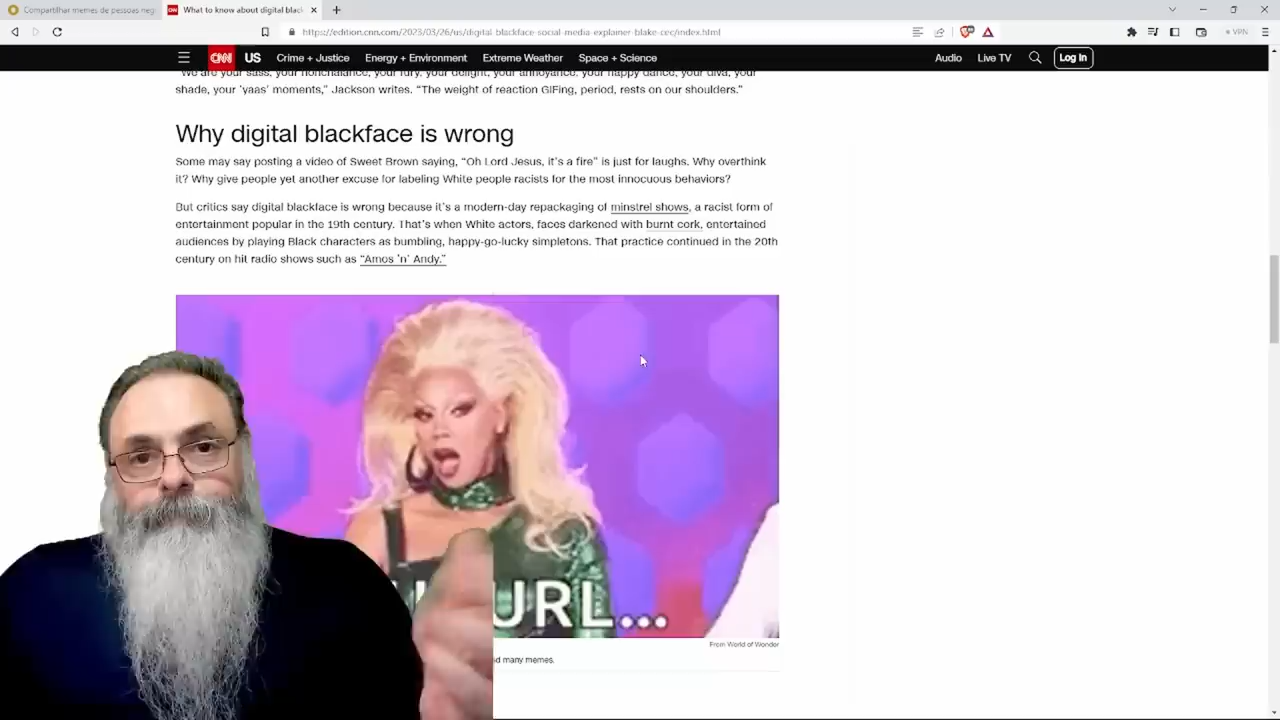 Compartilhar memes de pessoas neg
What to know about digital black
https://edition.cnn.com/2023/03/26/us/digital-blackface-social-media-explainer-blake-cec/index.html
VPN
CNN US Crime + Justice Energy + Environment Extreme Weather Space + Science Audio Live TV Log In
"We are your sass, your nonchalance, your fury, your delight, your annoyance, your happy dance, your diva, your
shade, your 'yaas' moments," Jackson writes. "The weight of reaction GIFing, period, rests on our shoulders."
Why digital blackface is wrong
Some may say posting a video of Sweet Brown saying, "Oh Lord Jesus, it's a fire" is just for laughs. Why overthink
it? Why give people yet another excuse for labeling White people racists for the most innocuous behaviors?
But critics say digital blackface is wrong because it's a modern-day repackaging of minstrel shows, a racist form of
entertainment popular in the 19th century. That's when White actors, faces darkened with burnt cork, entertained
audiences by playing Black characters as bumbling, happy-go-lucky simpletons. That practice continued in the 20th
century on hit radio shows such as "Amos 'n' Andy."
URL...
From World of Wonder
d many memes.